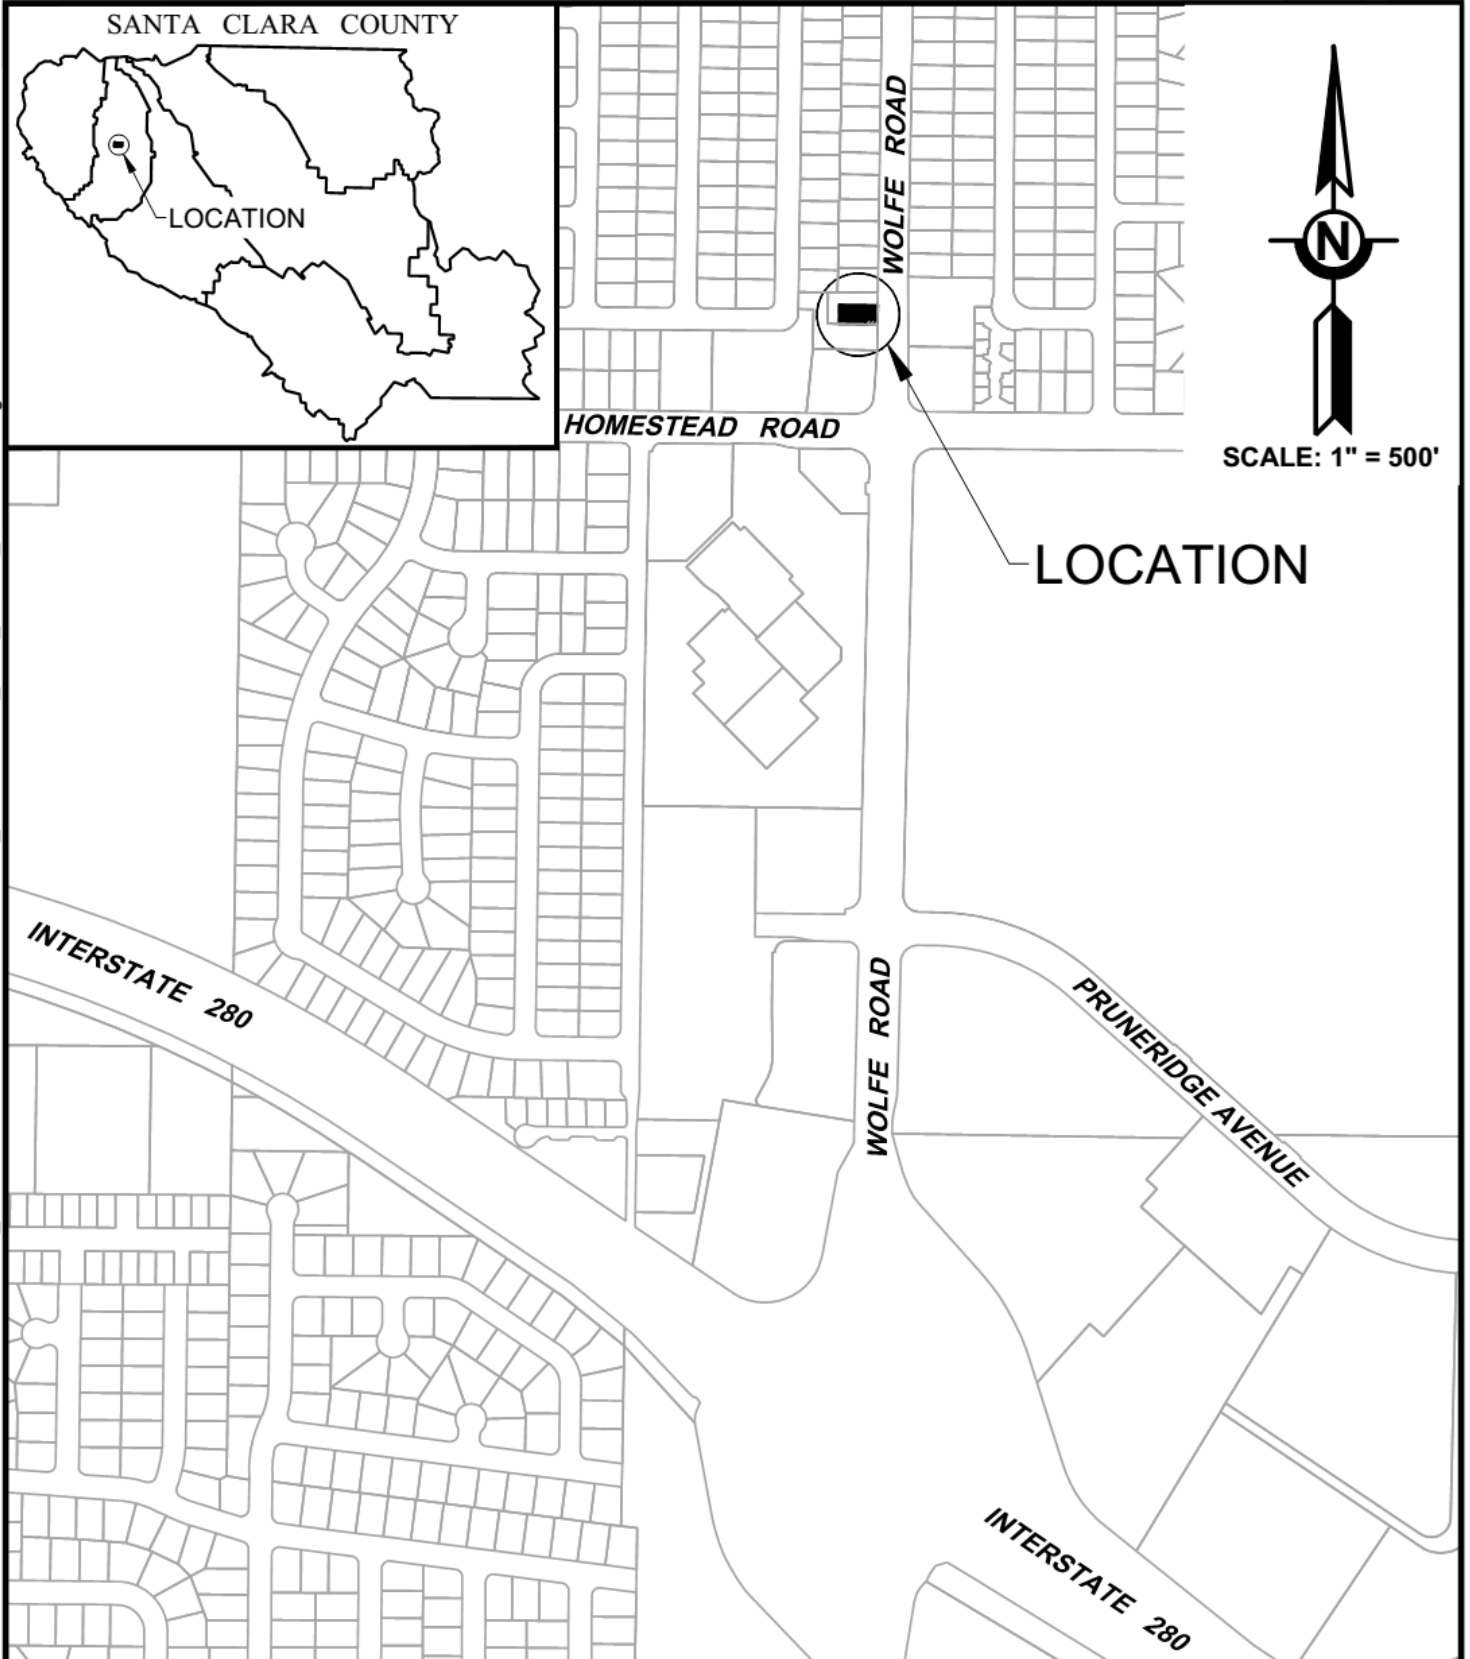 SANTA CLARA COUNTY
LOCATION
WOLFE ROAD
N
SCALE: 1" = 500'
HOMESTEAD ROAD
LOCATION
INTERSTATE 280
WOLFE ROAD
PRUNERIDGE AVENUE
INTERSTATE 280